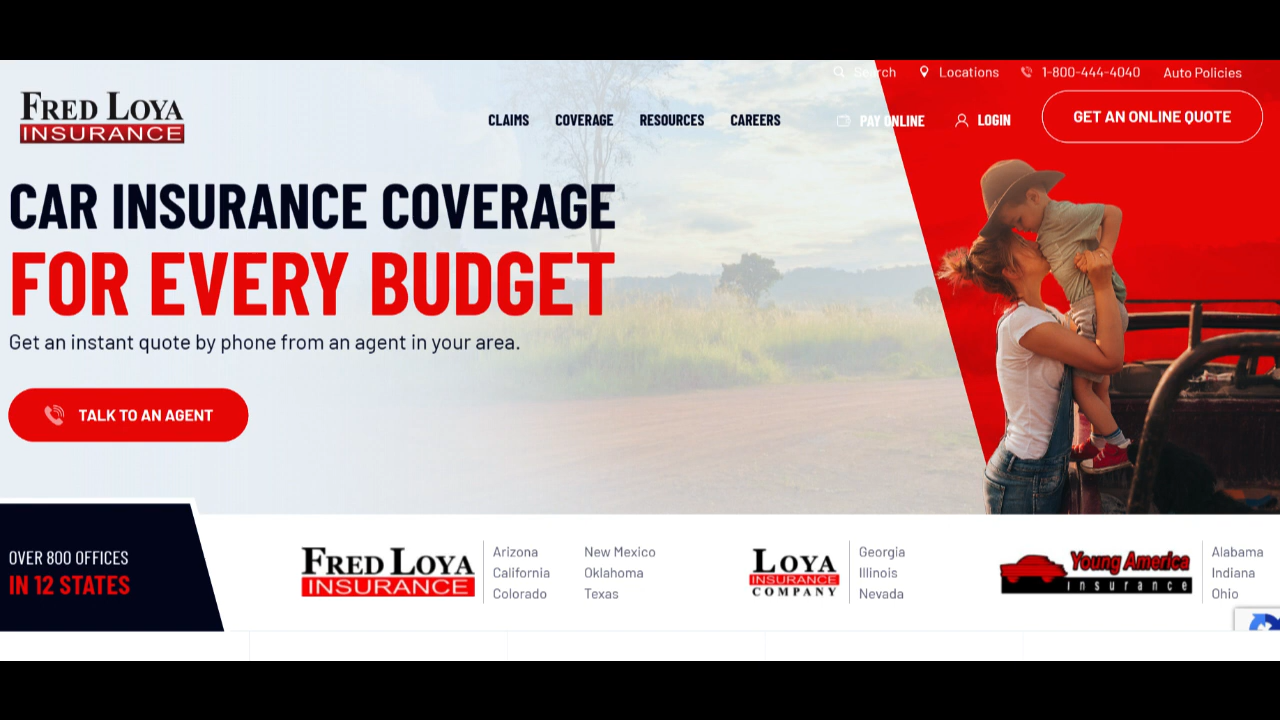 Search Locations 1-800-444-4040 Auto Policies
FRED LOYA
INSURANCE
CLAIMS COVERAGE RESOURCES CAREERS PAY ONLINE LOGIN GET AN ONLINE QUOTE
CAR INSURANCE COVERAGE
FOR EVERY BUDGET
Get an instant quote by phone from an agent in your area.
TALK TO AN AGENT
OVER 800 OFFICES
IN 12 STATES
FRED LOYA
INSURANCE
Arizona
California
Colorado
New Mexico
Oklahoma
Texas
LOYA
INSURANCE
COMPANY
Georgia
Illinois
Nevada
Young America
insurance
Alabama
Indiana
Ohio